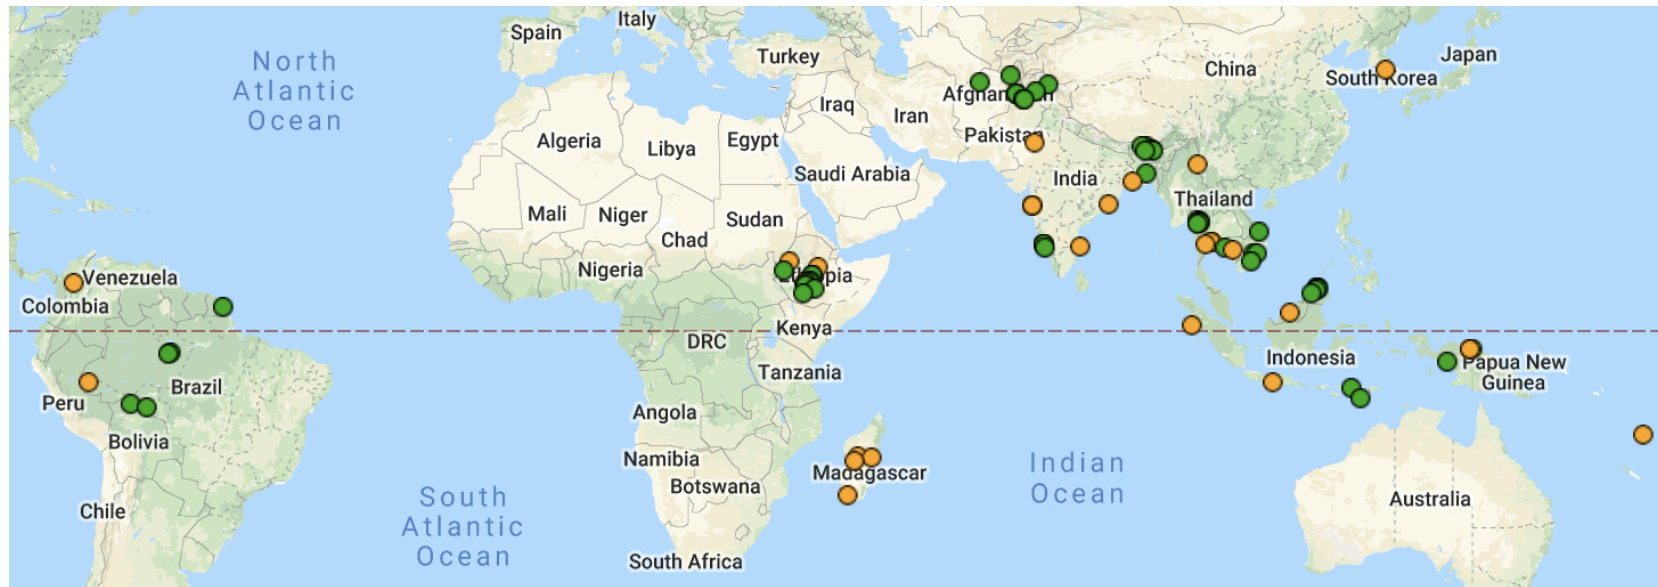 Italy
Spain
North
Atlantic
Ocean
Turkey
Japan
China
South Korea
Iraq
Iran
Algeria
Libya
Egypt
Pakistan
Saudi Arabia
India
Mali
Niger
Sudan
Thailand
Chad
Nigeria
Venezuela
Colombia
Kenya
DRC
Indonesia
Papua New
Guinea
Tanzania
Brazil
Peru
Angola
Bolivia
Namibia
Madagascar
Indian
Ocean
Botswana
South
Atlantic
Ocean
Australia
Chile
South Africa